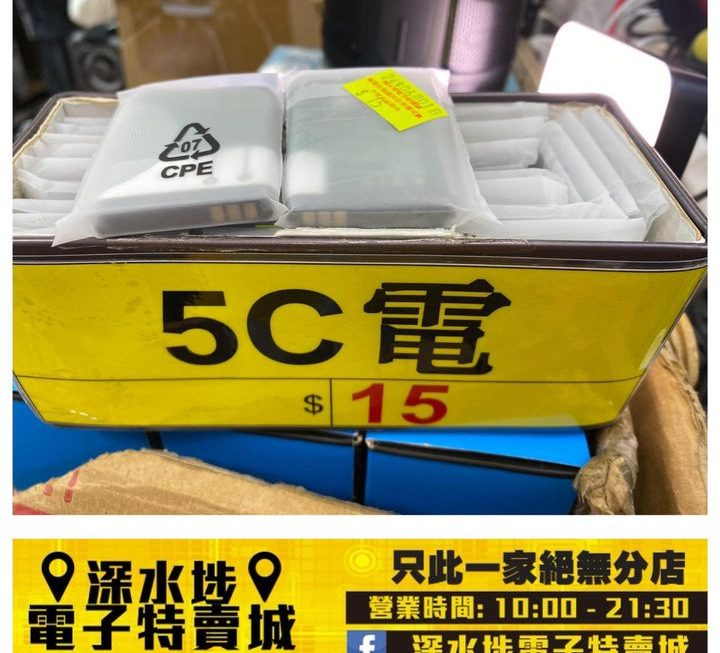 07
CPE
$15
5C電
$ 15
深水埗
電子特賣城
只此一家絕無分店
營業時間: 10:00 - 21:30
f 深水埗電子特賣城